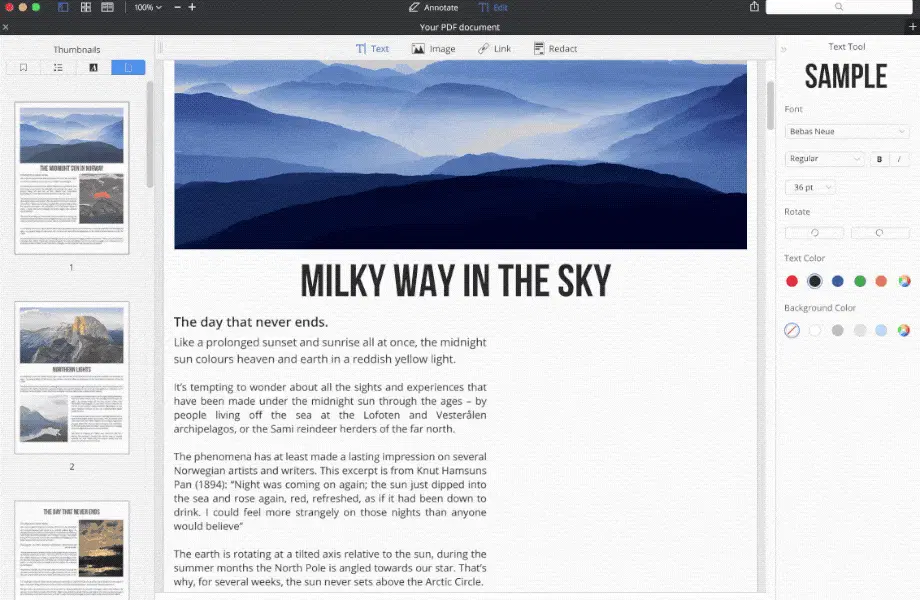 100%
Annotate
Edit
Your PDF document
Thumbnails
Text
Image
Link
Redact
THE MIDNIGHT SUN IN NORWAY
1
NORTHERN LIGHTS
2
THE DAY THAT NEVER ENDS
MILKY WAY IN THE SKY
The day that never ends.
Like a prolonged sunset and sunrise all at once, the midnight
sun colours heaven and earth in a reddish yellow light.
It's tempting to wonder about all the sights and experiences that
have been made under the midnight sun through the ages – by
people living off the sea at the Lofoten and Vesterålen
archipelagos, or the Sami reindeer herders of the far north.
The phenomena has at least made a lasting impression on several
Norwegian artists and writers. This excerpt is from Knut Hamsuns
Pan (1894): "Night was coming on again; the sun just dipped into
the sea and rose again, red, refreshed, as if it had been down to
drink. I could feel more strangely on those nights than anyone
would believe"
The earth is rotating at a tilted axis relative to the sun, during the
summer months the North Pole is angled towards our star. That's
why, for several weeks, the sun never sets above the Arctic Circle.
Text Tool
SAMPLE
Font
Bebas Neue
Regular
B
I
36 pt
Rotate
Text Color
Background Color